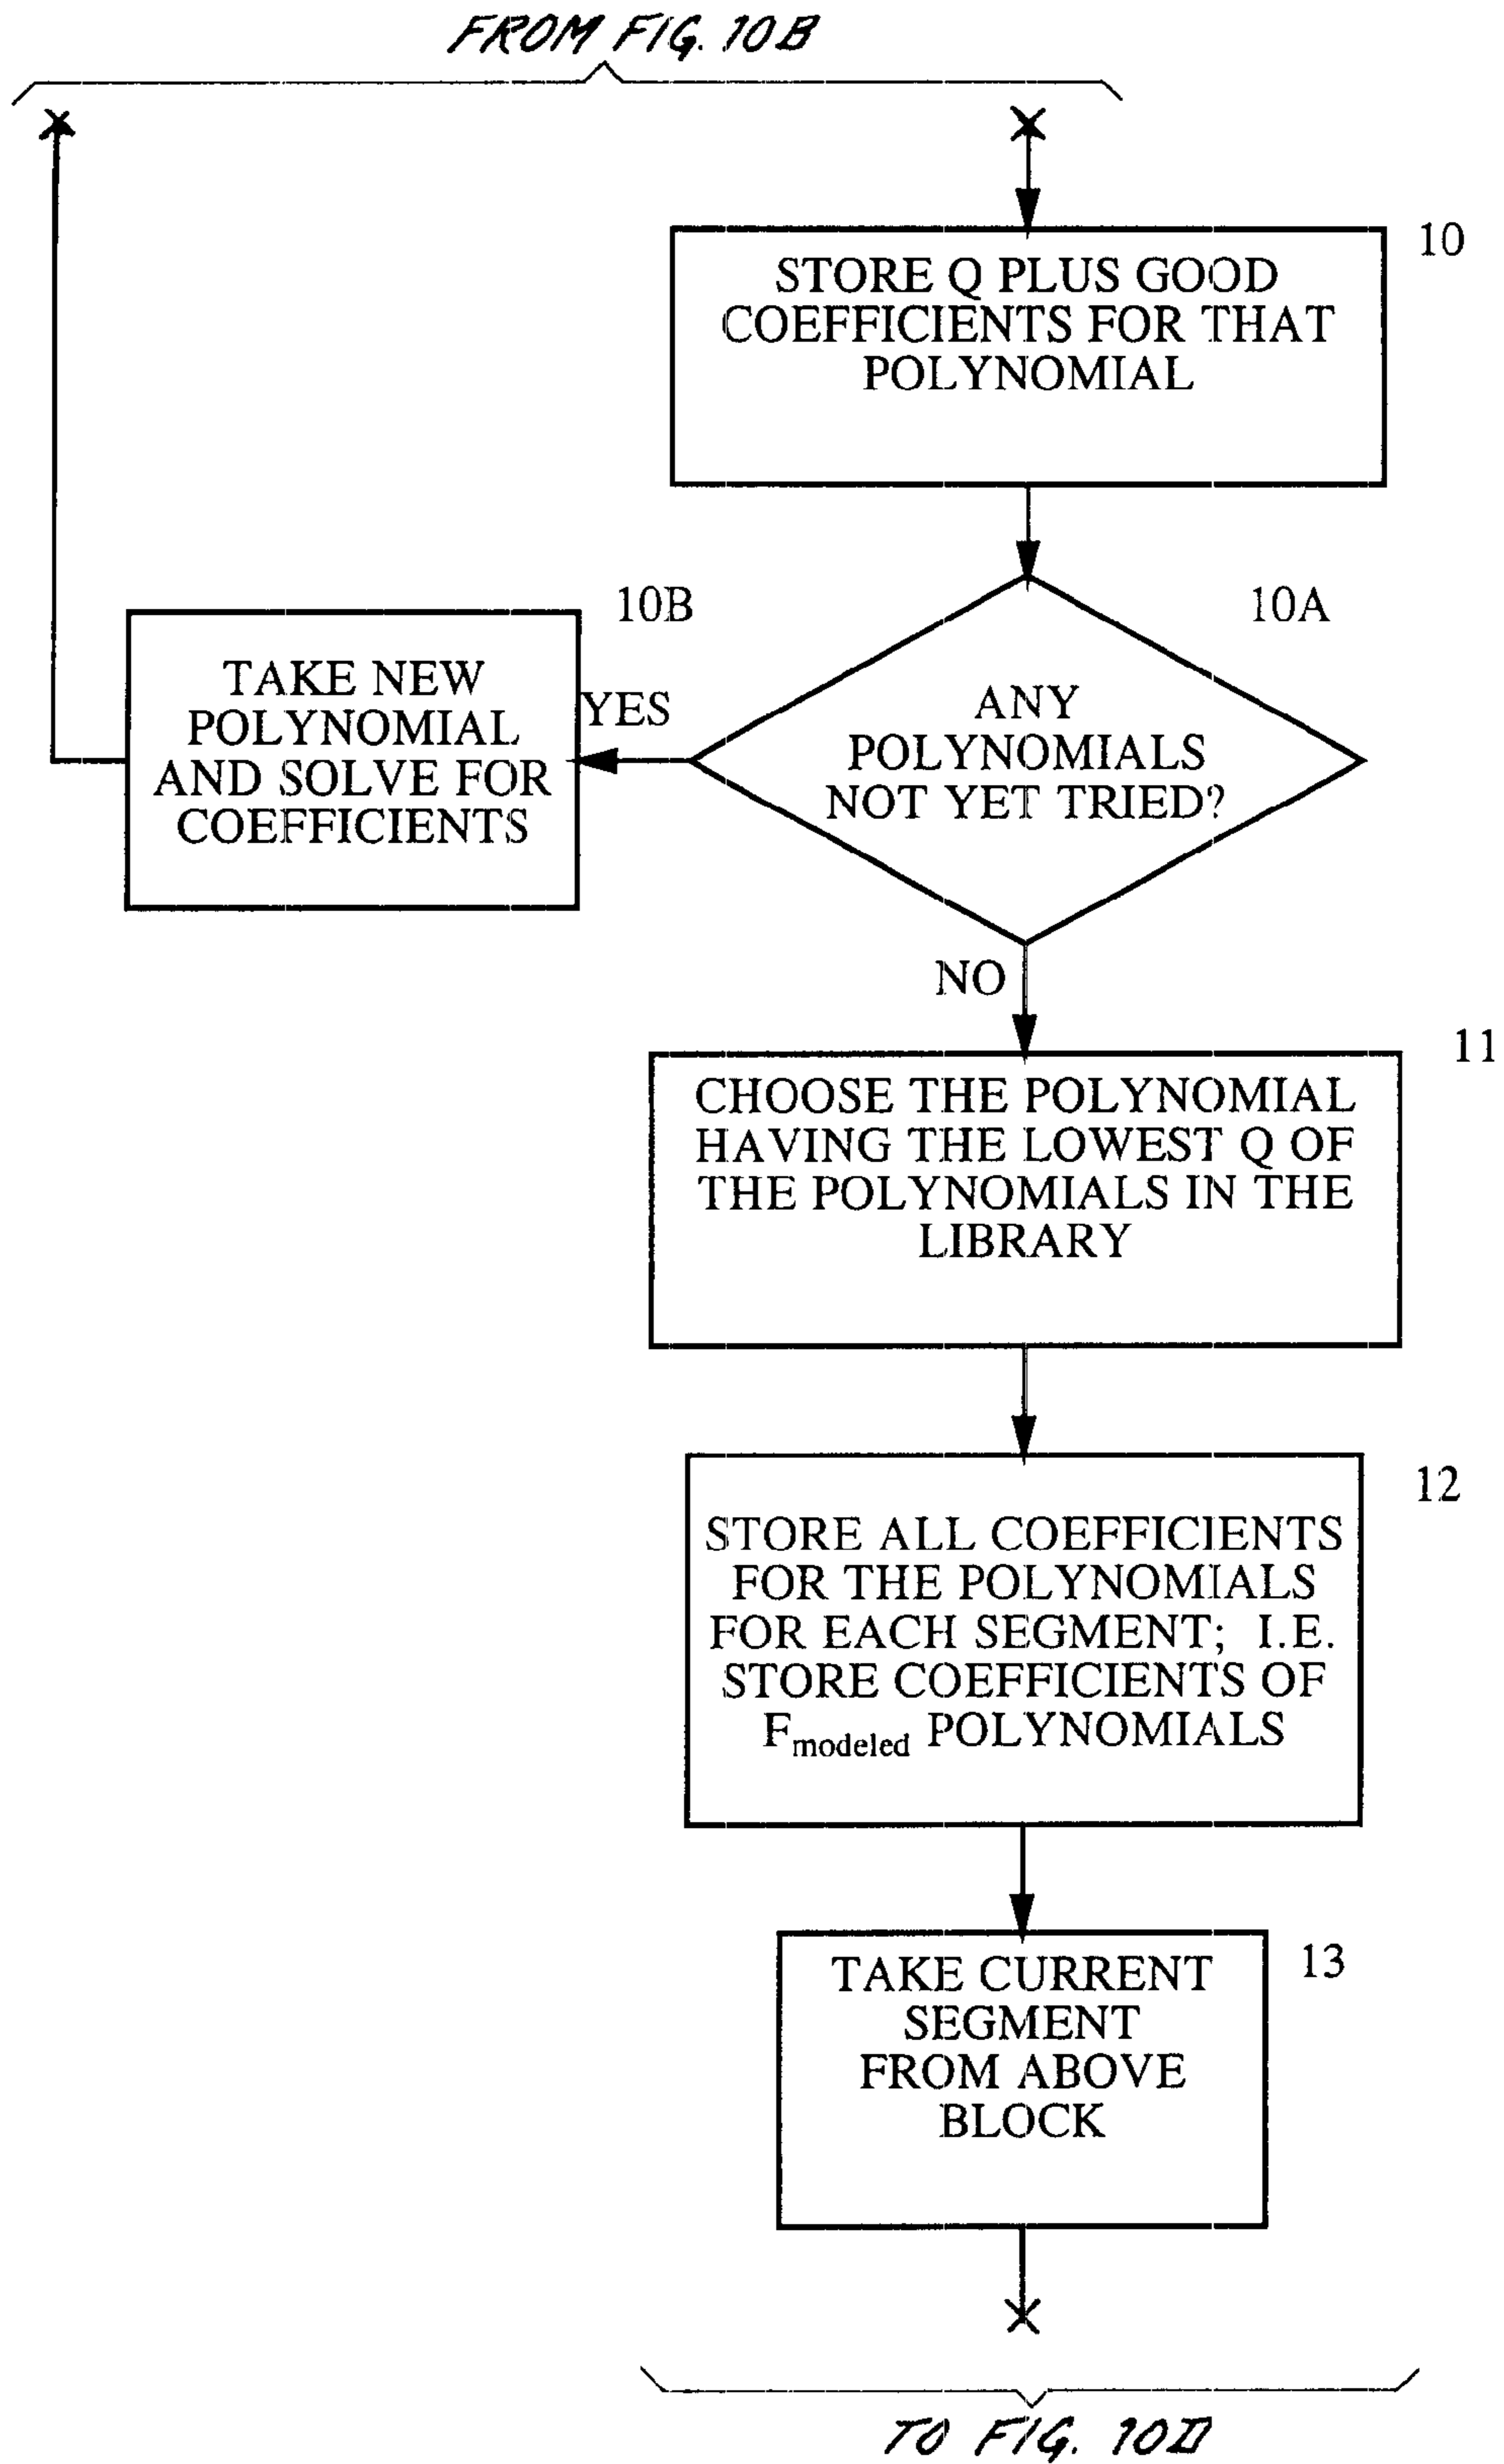 FROM FIG. 10B
10
STORE Q PLUS GOOD
COEFFICIENTS FOR THAT
POLYNOMIAL
10B
10A
TAKE NEW
POLYNOMIAL
AND SOLVE FOR
COEFFICIENTS
YES
ANY
POLYNOMIALS
NOT YET TRIED?
NO
11
CHOOSE THE POLYNOMIAL
HAVING THE LOWEST Q OF
THE POLYNOMIALS IN THE
LIBRARY
12
STORE ALL COEFFICIENTS
FOR THE POLYNOMIALS
FOR EACH SEGMENT; I.E.
STORE COEFFICIENTS OF
Fmodeled POLYNOMIALS
13
TAKE CURRENT
SEGMENT
FROM ABOVE
BLOCK
TO FIG. 10D